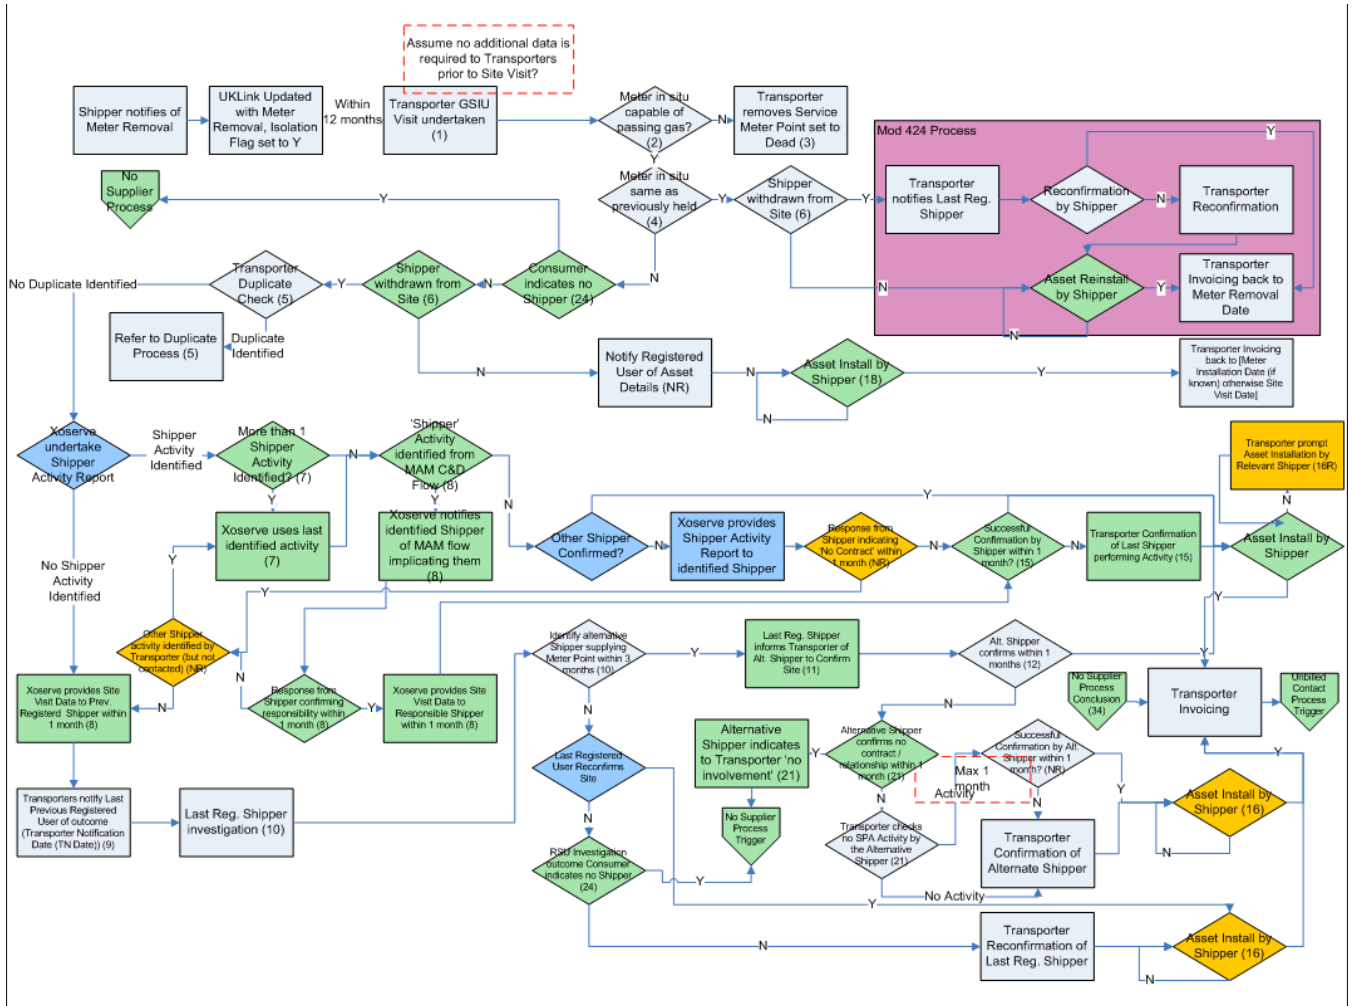 Assume no additional data is
required to Transporters
prior to Site Visit?
Shipper notifies of
Meter Removal
UKLink Updated
with Meter
Removal, Isolation
Flag set to Y
Within
12 months
Transporter GSIU
Visit undertaken
(1)
Meter in situ
capable of
passing gas?
(2)
N
Transporter
removes Service
Meter Point set to
Dead (3)
Y
Mod 424 Process
Y
No
Supplier
Process
Y
Meter in situ
same as
previously held
(4)
Y
Shipper
withdrawn from
Site (6)
Y
Transporter
notifies Last Reg.
Shipper
Reconfirmation
by Shipper
N
Transporter
Reconfirmation
N
No Duplicate Identified
Transporter
Duplicate
Check (5)
Y
Shipper
withdrawn from
Site (6)
N
Consumer
indicates no
Shipper (24)
N
Asset Reinstall
by Shipper
Y
Transporter
Invoicing back to
Meter Removal
Date
N
Refer to Duplicate
Process (5)
Duplicate
Identified
N
Notify Registered
User of Asset
Details (NR)
N
Asset Install by
Shipper (18)
Y
N
Transporter Invoicing
back to [Meter
Installation Date (if
known) otherwise Site
Visit Date]
Xoserve
undertake
Shipper
Activity Report
Shipper
Activity
Identified
More than 1
Shipper
Activity
Identified? (7)
N
'Shipper'
Activity
identified from
MAM C&D
Flow (8)
N
Transporter prompt
Asset Installation by
Relevant Shipper (16R)
N
Y
Y
Y
Xoserve uses last
identified activity
(7)
Xoserve notifies
identified Shipper
of MAM flow
implicating them
(8)
Other Shipper
Confirmed?
N
Xoserve provides
Shipper Activity
Report to
identified Shipper
Response from
Shipper indicating
'No Contract' within
1 month (NR)
N
Successful
Confirmation by
Shipper within 1
month? (15)
N
Transporter Confirmation
of Last Shipper
performing Activity (15)
Asset Install by
Shipper
No Shipper
Activity
Identified
Y
Y
Y
Other Shipper
activity identified by
Transporter (but not
contacted) (NR)
N
N
Xoserve provides Site
Visit Data to Prev.
Registerd Shipper within
1 month (8)
Response from
Shipper confirming
responsibility within
1 month (8)
Y
Xoserve provides Site
Visit Data to
Responsible Shipper
within 1 month (8)
Identify alternative
Shipper supplying
Meter Point within 3
months (10)
Y
Last Reg. Shipper
informs Transporter of
Alt. Shipper to Confirm
Site (11)
Alt. Shipper
confirms within 1
months (12)
Y
N
N
No Supplier
Process
Conclusion
(34)
Transporter
Invoicing
Unbilled
Contact
Process
Trigger
Transporters notify Last
Previous Registered
User of outcome
(Transporter Notification
Date (TN Date)) (9)
Last Reg. Shipper
investigation (10)
Last Registered
User Reconfirms
Site
Alternative
Shipper indicates
to Transporter 'no
involvement' (21)
Y
Alternative Shipper
confirms no
contract /
relationship within 1
month (21)
Successful
Confirmation by Alt.
Shipper within 1
month? (NR)
Max 1
month
Activity
Y
Y
N
N
N
Asset Install by
Shipper (16)
N
No Supplier
Process
Trigger
Transporter checks
no SPA Activity by
the Alternative
Shipper (21)
Transporter
Confirmation of
Alternate Shipper
RSU Investigation
outcome Consumer
indicates no Shipper
(24)
Y
No Activity
Y
N
Transporter
Reconfirmation of
Last Reg. Shipper
Asset Install by
Shipper (16)
N